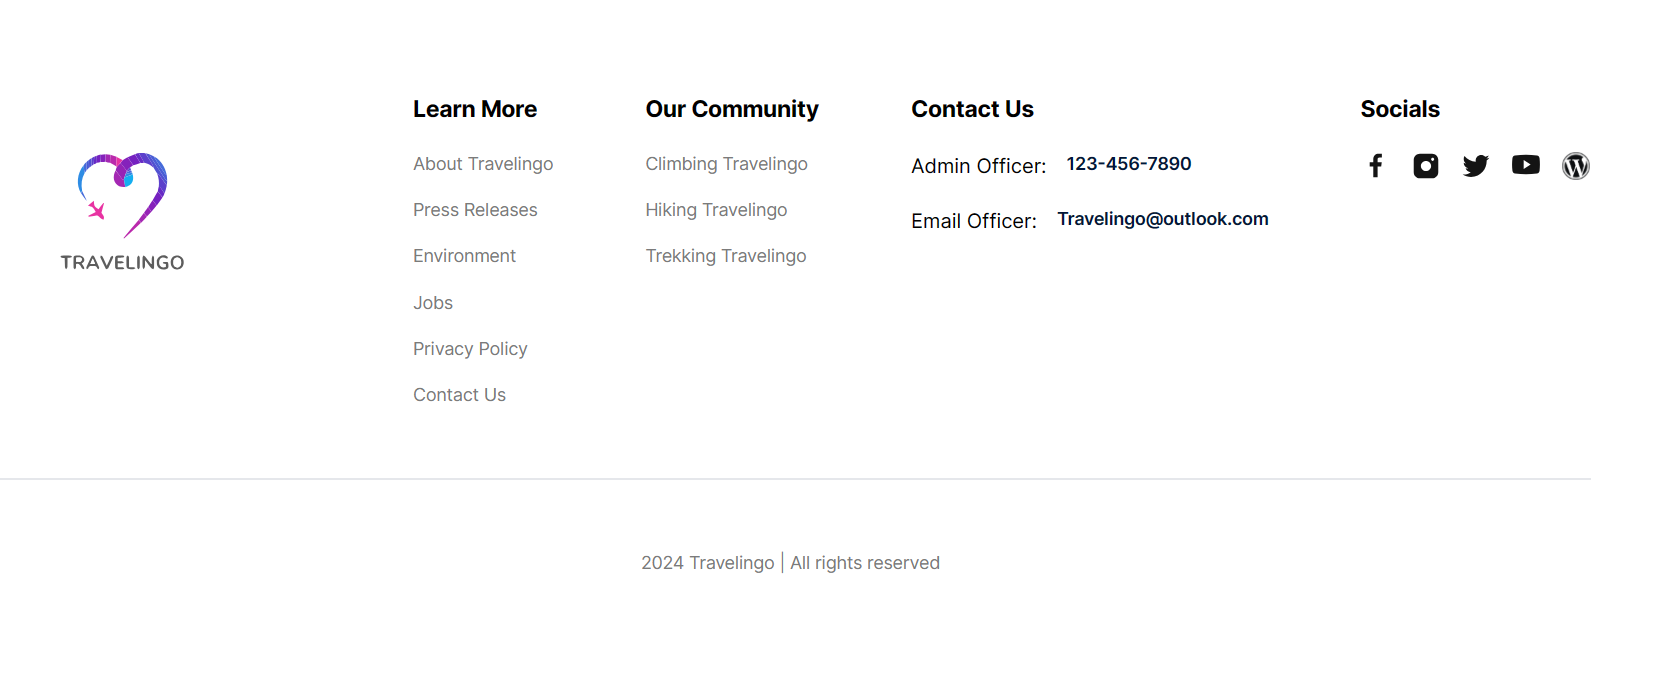 TRAVELINGO
Learn More
About Travelingo
Press Releases
Environment
Jobs
Privacy Policy
Contact Us
Our Community
Climbing Travelingo
Hiking Travelingo
Trekking Travelingo
Contact Us
Admin Officer: 123-456-7890
Email Officer: Travelingo@outlook.com
Socials
2024 Travelingo | All rights reserved